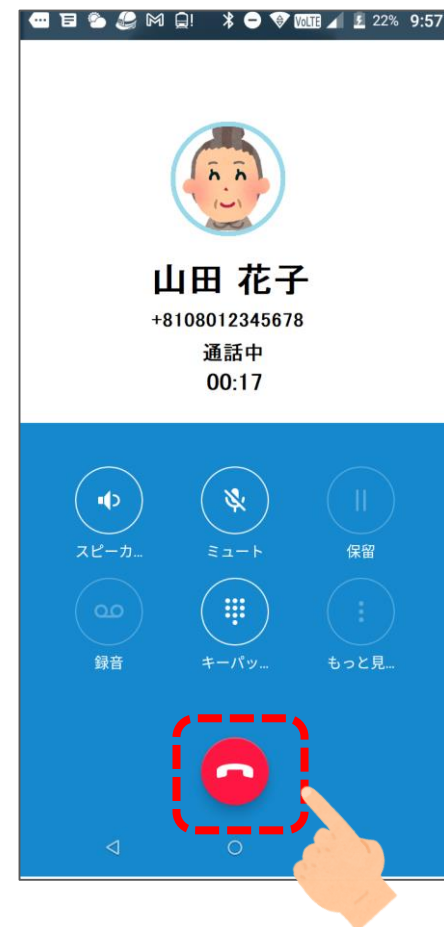 VoLTE 22% 9:57
山田 花子
+8108012345678
通話中
00:17
スピーカ...
ミュート
保留
録音
キーパッ...
もっと見...